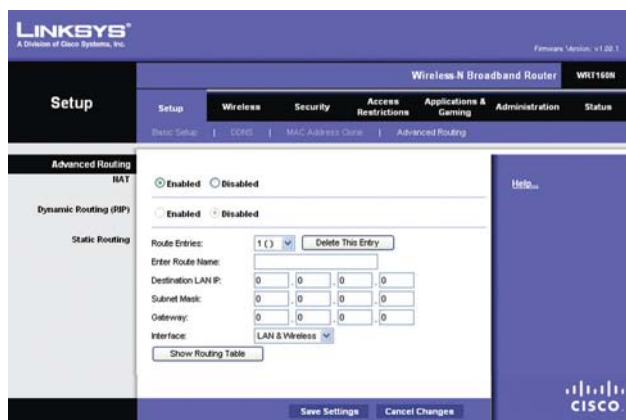 LINKSYS®
A Division of Cisco Systems, Inc.
Firmware Version: v1.00.1
Wireless-N Broadband Router WRT160N
Setup
Setup Wireless Security Access Restrictions Applications & Gaming Administration Status
Basic Setup | DDNS | MAC Address Clone | Advanced Routing
Advanced Routing
NAT
Enabled Disabled
Help...
Dynamic Routing (RIP)
Enabled Disabled
Static Routing
Route Entries: 1 ( ) Delete This Entry
Enter Route Name:
Destination LAN IP: 0 . 0 . 0 . 0
Subnet Mask: 0 . 0 . 0 . 0
Gateway: 0 . 0 . 0 . 0
Interface: LAN & Wireless
Show Routing Table
Save Settings Cancel Changes
CISCO